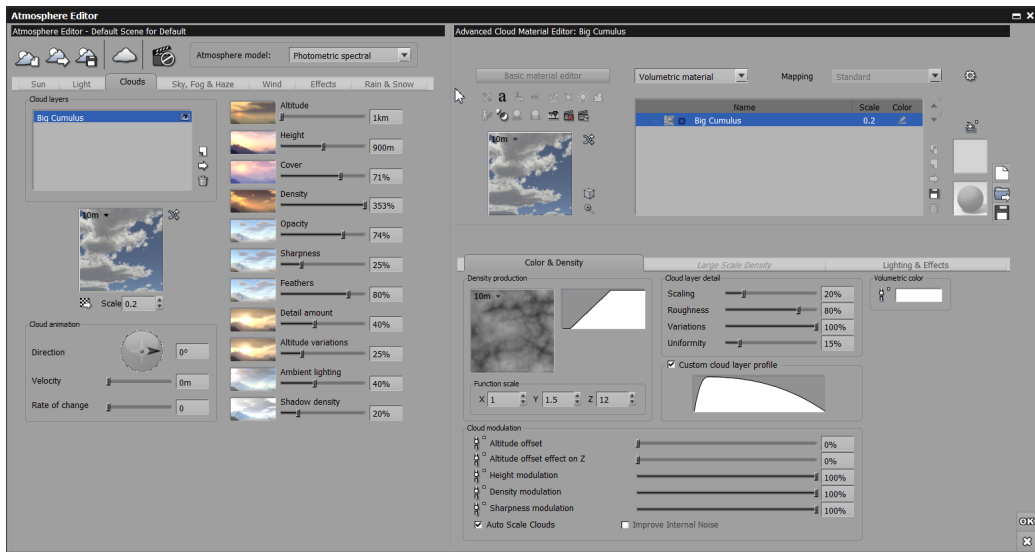 Atmosphere Editor
Atmosphere Editor - Default Scene for Default
Atmosphere model: Photometric spectral
Sun Light Clouds Sky, Fog & Haze Wind Effects Rain & Snow
Cloud layers
Big Cumulus
10m
Scale 0.2
Cloud animation
Direction 0°
Velocity 0m
Rate of change 0
Altitude
1km
Height
900m
Cover
71%
Density
353%
Opacity
74%
Sharpness
25%
Feathers
80%
Detail amount
40%
Altitude variations
25%
Ambient lighting
40%
Shadow density
20%
Advanced Cloud Material Editor: Big Cumulus
Basic material editor Volumetric material Mapping Standard
a
10m
Name Scale Color
Big Cumulus 0.2
Color & Density Large Scale Density Lighting & Effects
Density production
10m
Function scale
X 1 Y 1.5 Z 12
Cloud layer detail
Scaling 20%
Roughness 80%
Variations 100%
Uniformity 15%
Custom cloud layer profile
Volumetric color
Cloud modulation
Altitude offset 0%
Altitude offset effect on Z 0%
Height modulation 100%
Density modulation 100%
Sharpness modulation 100%
Auto Scale Clouds Improve Internal Noise
OK